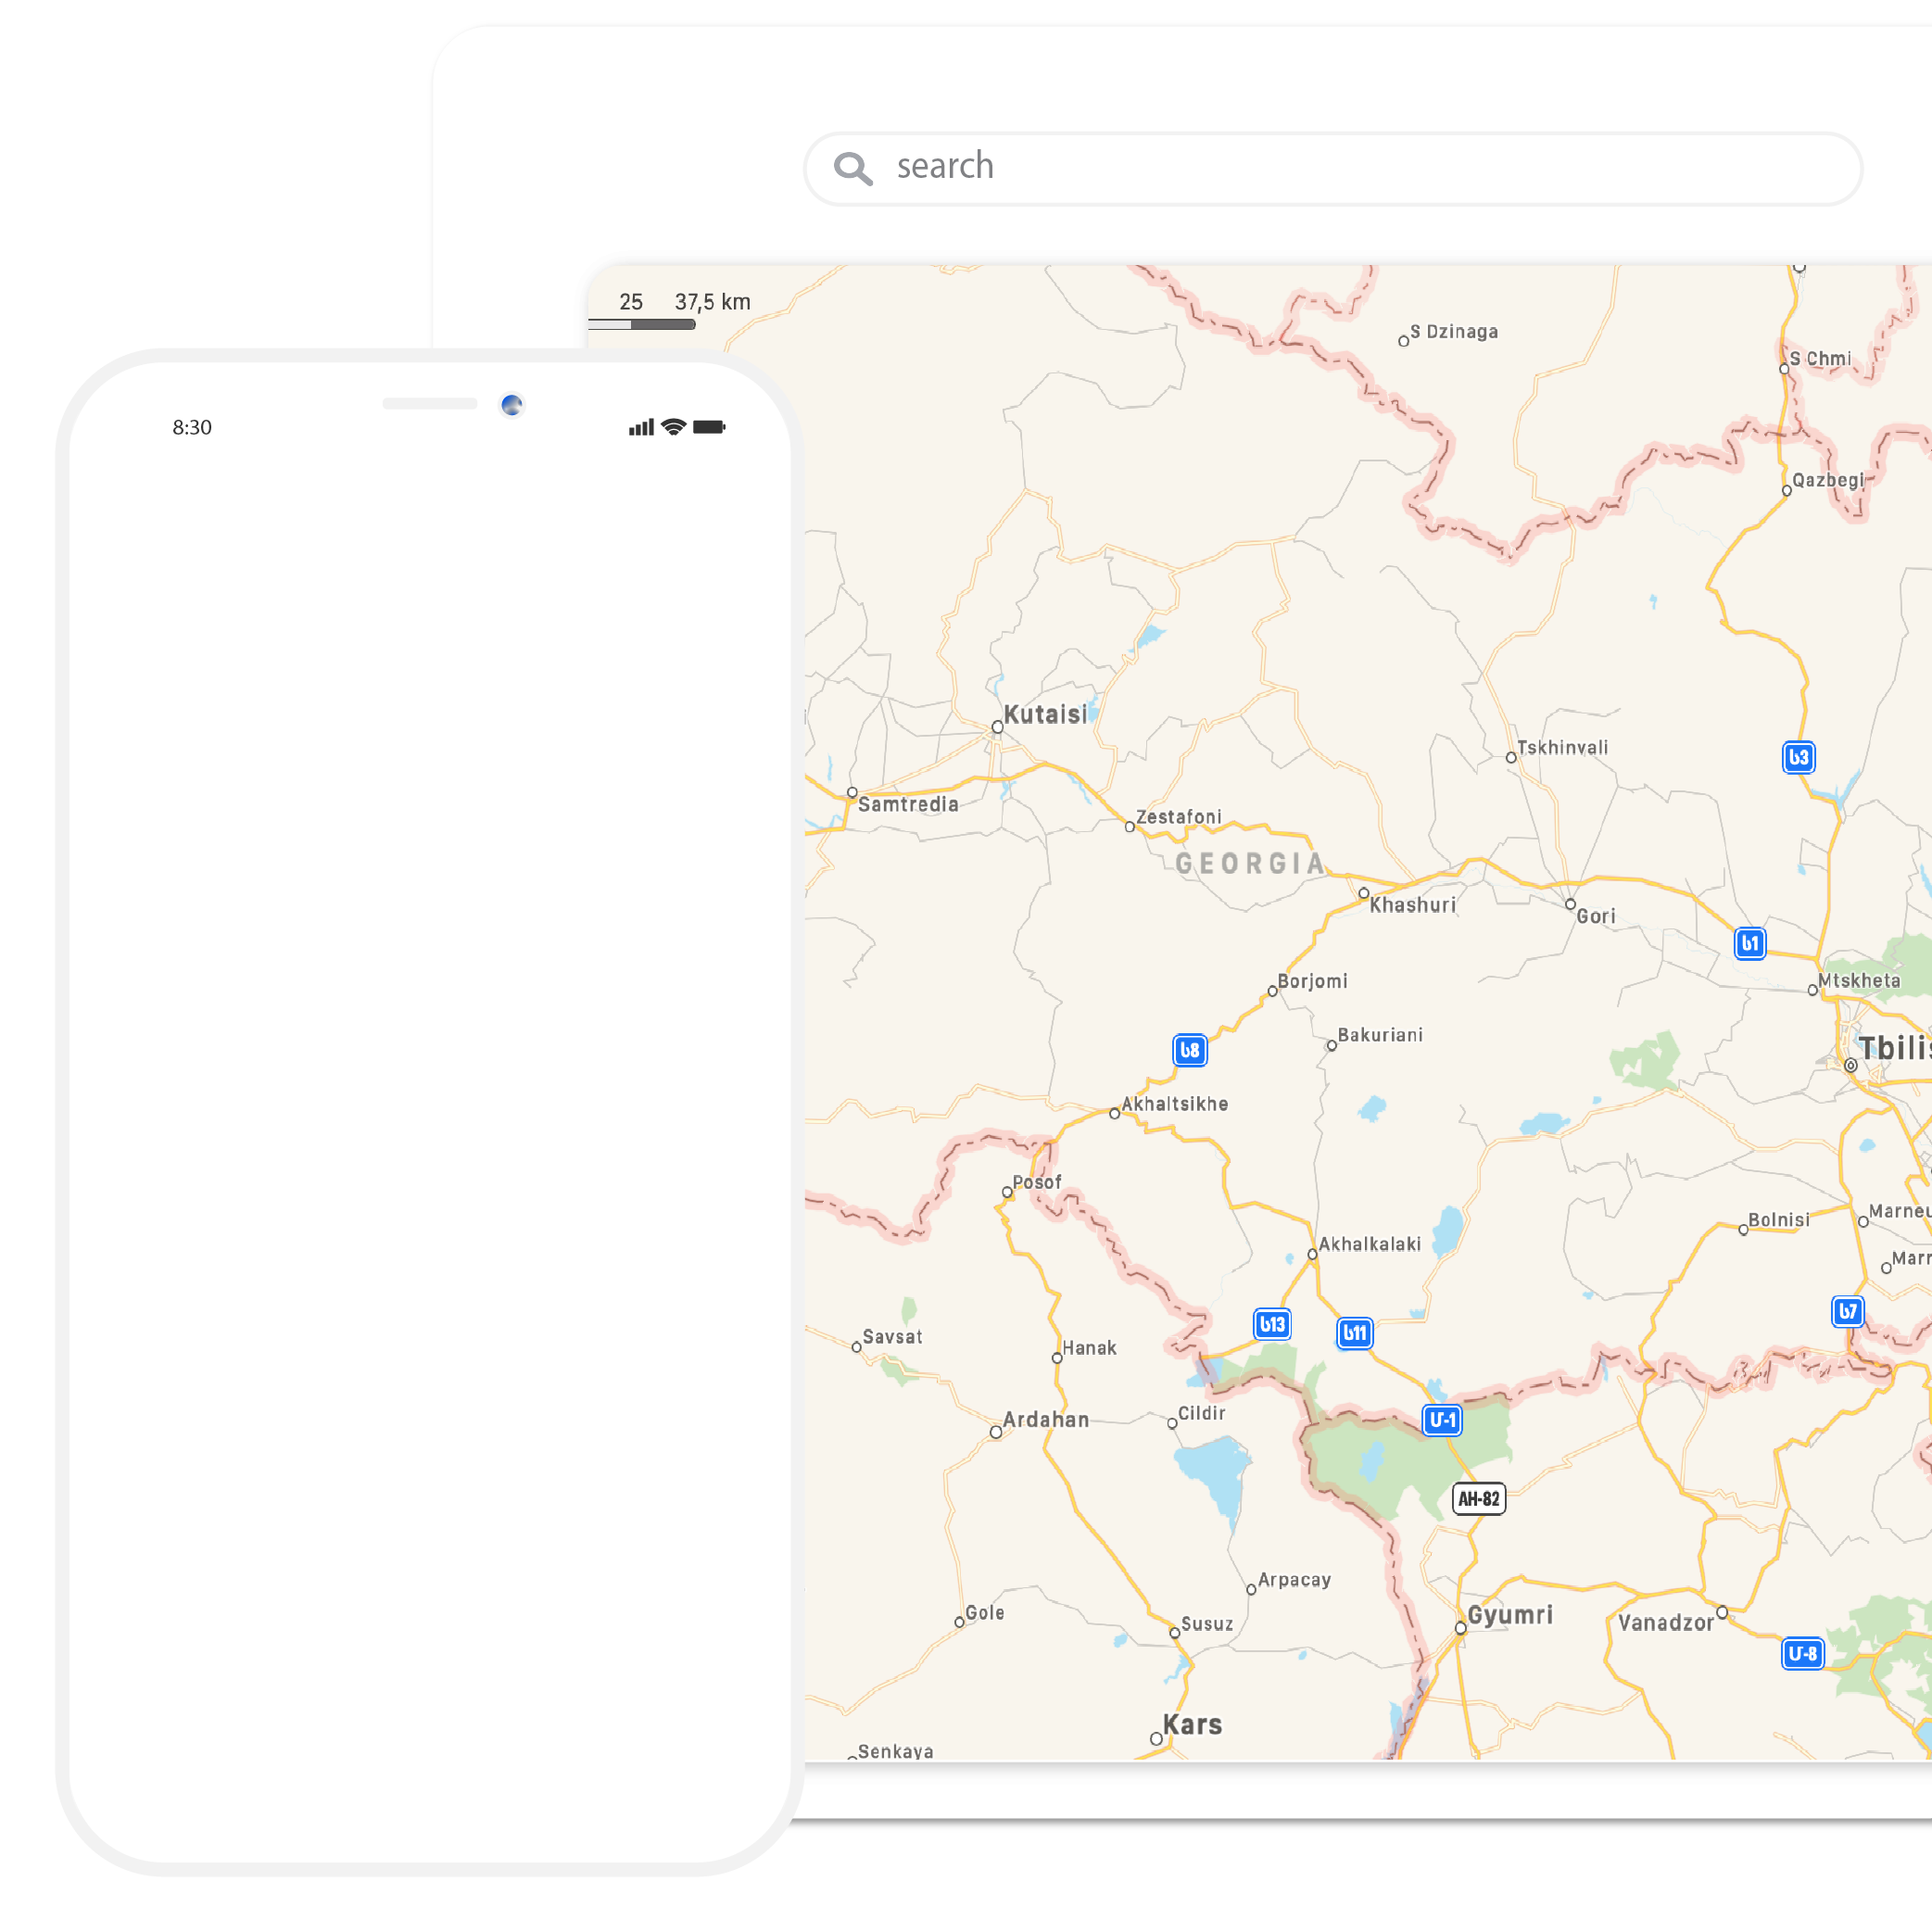 search
25 37,5 km
S Dzinaga
S Chmi
8:30
Qazbegi
Kutaisi
Tskhinvali
ს3
Samtredia
Zestafoni
GEORGIA
Khashuri
Gori
ს1
Borjomi
Mtskheta
Bakuriani
ს8
Tbilis
Akhaltsikhe
Posof
Marneu
Bolnisi
Akhalkalaki
Marr
ს7
ს13
ს11
Savsat
Hanak
Cildir
Ardahan
Մ-1
AH-82
Arpacay
Gole
Gyumri
Susuz
Vanadzor
Մ-8
Kars
Senkaya